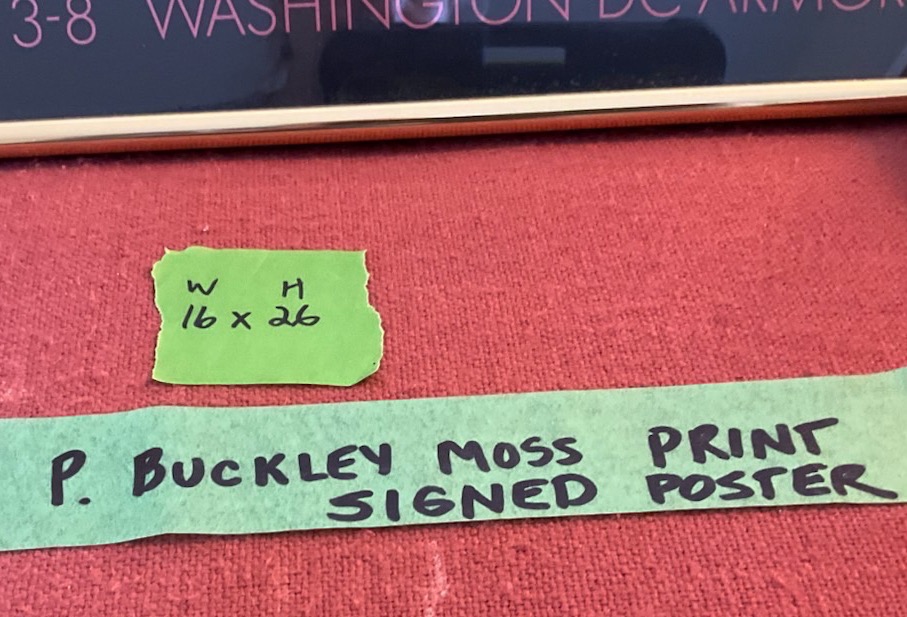 3-8 WASHINGTON DC ARMOR
W H
16 x 26
P. BUCKLEY MOSS PRINT
SIGNED POSTER